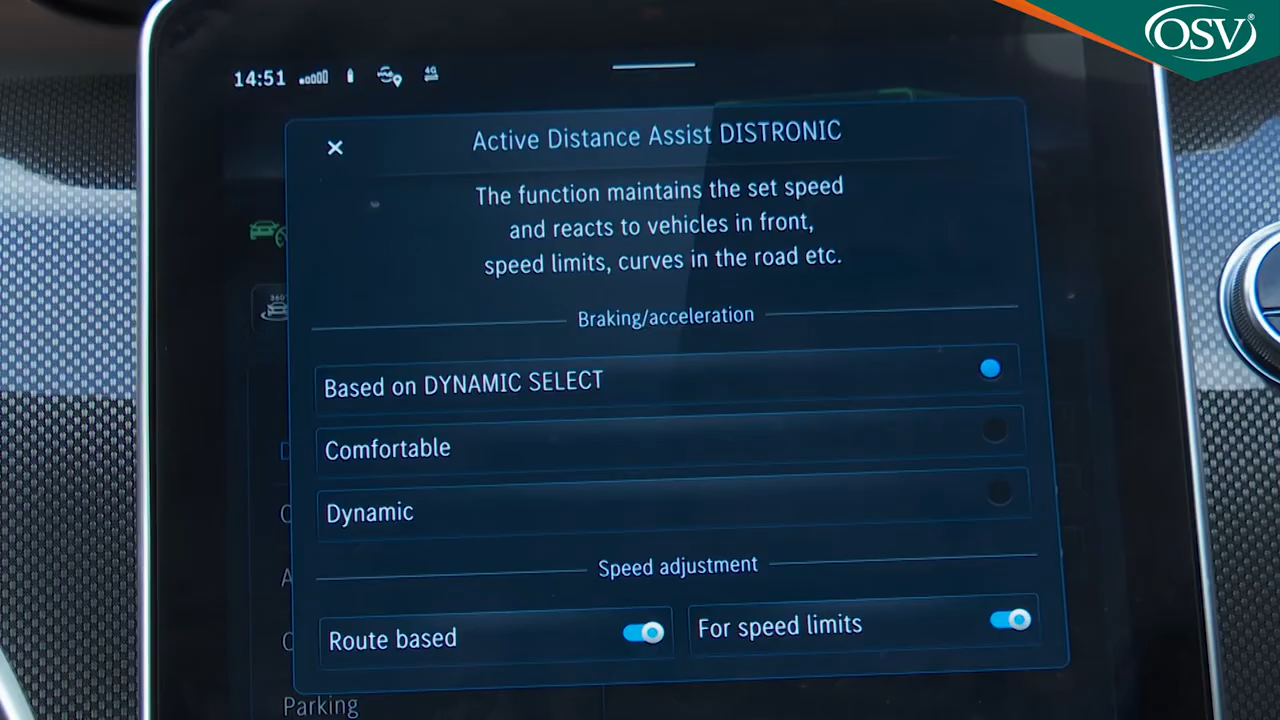 OSV®
14:51
4G
Active Distance Assist DISTRONIC
The function maintains the set speed
and reacts to vehicles in front,
speed limits, curves in the road etc.
360°
Braking/acceleration
Based on DYNAMIC SELECT
Comfortable
Dynamic
Speed adjustment
Route based
For speed limits
Parking